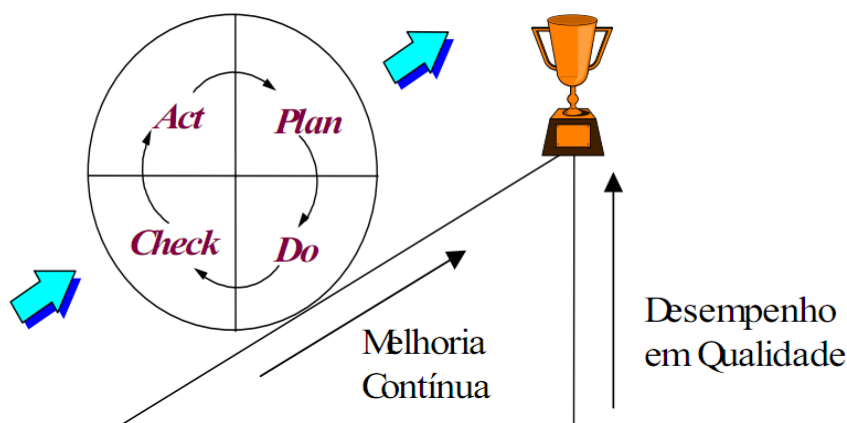 Act
Plan
Check
Do
Melhoria
Contínua
Desempenho
em Qualidade